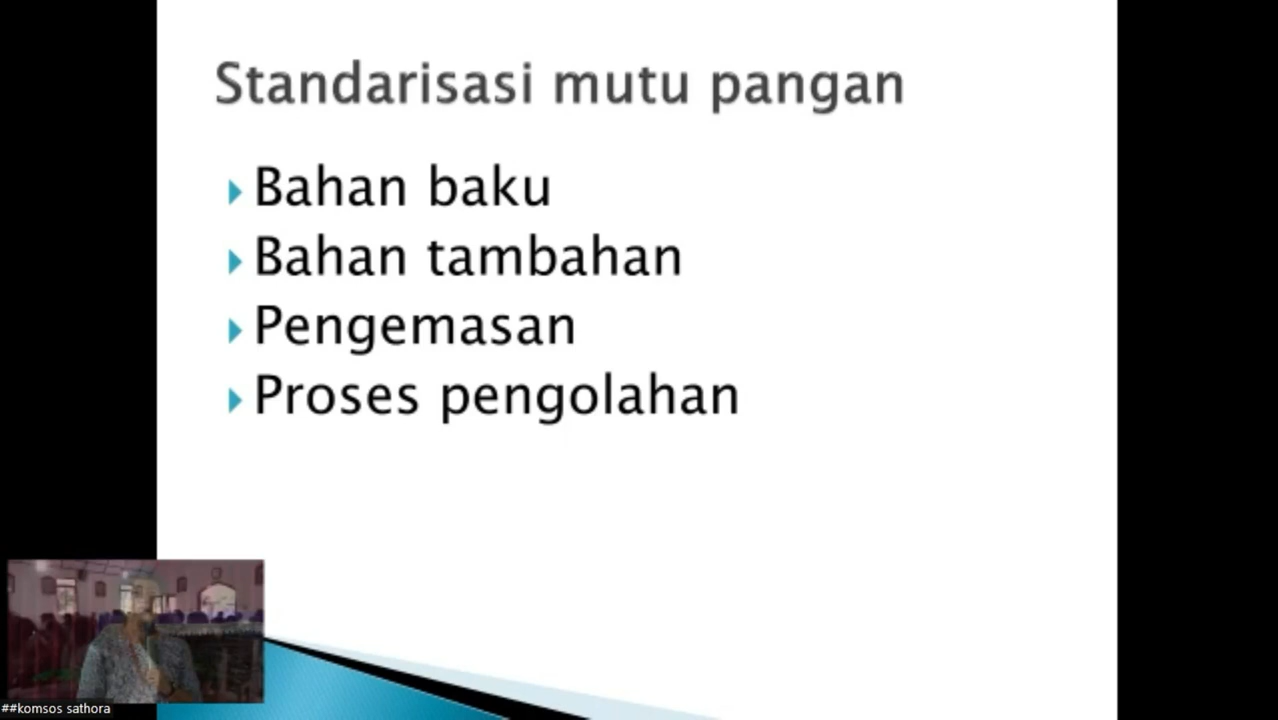 Standarisasi mutu pangan
Bahan baku
Bahan tambahan
Pengemasan
Proses pengolahan
##komsos sathora